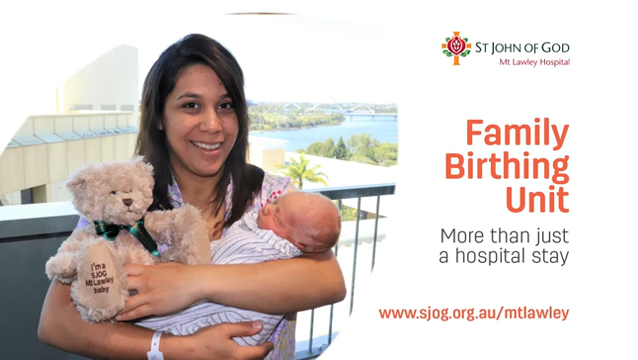 ST JOHN OF GOD
Mt Lawley Hospital
Family
Birthing
Unit
More than just
a hospital stay
www.sjog.org.au/mtlawley
I'm a
SJOG
Mt Lawley
baby